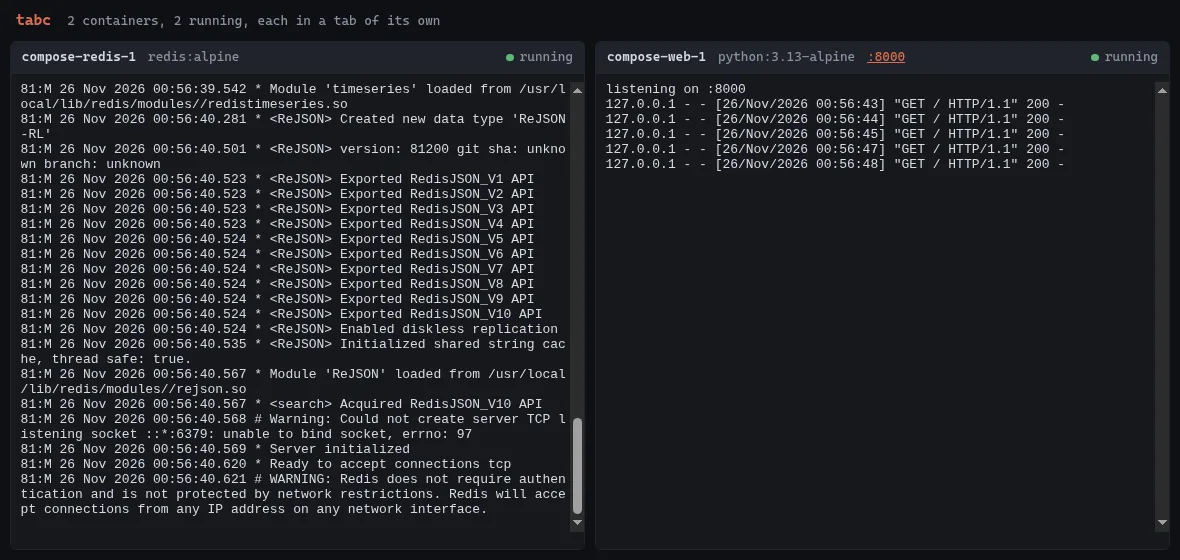 tabc 2 containers, 2 running, each in a tab of its own
compose-redis-1 redis:alpine running
81:M 26 Nov 2026 00:56:39.542 * Module 'timeseries' loaded from /usr/l
ocal/lib/redis/modules//redistimeseries.so
81:M 26 Nov 2026 00:56:40.281 * <ReJSON> Created new data type 'ReJSON
-RL'
81:M 26 Nov 2026 00:56:40.501 * <ReJSON> version: 81200 git sha: unkno
wn branch: unknown
81:M 26 Nov 2026 00:56:40.523 * <ReJSON> Exported RedisJSON_V1 API
81:M 26 Nov 2026 00:56:40.523 * <ReJSON> Exported RedisJSON_V2 API
81:M 26 Nov 2026 00:56:40.523 * <ReJSON> Exported RedisJSON_V3 API
81:M 26 Nov 2026 00:56:40.523 * <ReJSON> Exported RedisJSON_V4 API
81:M 26 Nov 2026 00:56:40.524 * <ReJSON> Exported RedisJSON_V5 API
81:M 26 Nov 2026 00:56:40.524 * <ReJSON> Exported RedisJSON_V6 API
81:M 26 Nov 2026 00:56:40.524 * <ReJSON> Exported RedisJSON_V7 API
81:M 26 Nov 2026 00:56:40.524 * <ReJSON> Exported RedisJSON_V8 API
81:M 26 Nov 2026 00:56:40.524 * <ReJSON> Exported RedisJSON_V9 API
81:M 26 Nov 2026 00:56:40.524 * <ReJSON> Exported RedisJSON_V10 API
81:M 26 Nov 2026 00:56:40.524 * <ReJSON> Enabled diskless replication
81:M 26 Nov 2026 00:56:40.535 * <ReJSON> Initialized shared string cac
he, thread safe: true.
81:M 26 Nov 2026 00:56:40.567 * Module 'ReJSON' loaded from /usr/local
/lib/redis/modules//rejson.so
81:M 26 Nov 2026 00:56:40.567 * <search> Acquired RedisJSON_V10 API
81:M 26 Nov 2026 00:56:40.568 # Warning: Could not create server TCP l
istening socket ::*:6379: unable to bind socket, errno: 97
81:M 26 Nov 2026 00:56:40.569 * Server initialized
81:M 26 Nov 2026 00:56:40.620 * Ready to accept connections tcp
81:M 26 Nov 2026 00:56:40.621 # WARNING: Redis does not require authen
tication and is not protected by network restrictions. Redis will acce
pt connections from any IP address on any network interface.
compose-web-1 python:3.13-alpine :8000 running
listening on :8000
127.0.0.1 - - [26/Nov/2026 00:56:43] "GET / HTTP/1.1" 200 -
127.0.0.1 - - [26/Nov/2026 00:56:44] "GET / HTTP/1.1" 200 -
127.0.0.1 - - [26/Nov/2026 00:56:45] "GET / HTTP/1.1" 200 -
127.0.0.1 - - [26/Nov/2026 00:56:47] "GET / HTTP/1.1" 200 -
127.0.0.1 - - [26/Nov/2026 00:56:48] "GET / HTTP/1.1" 200 -